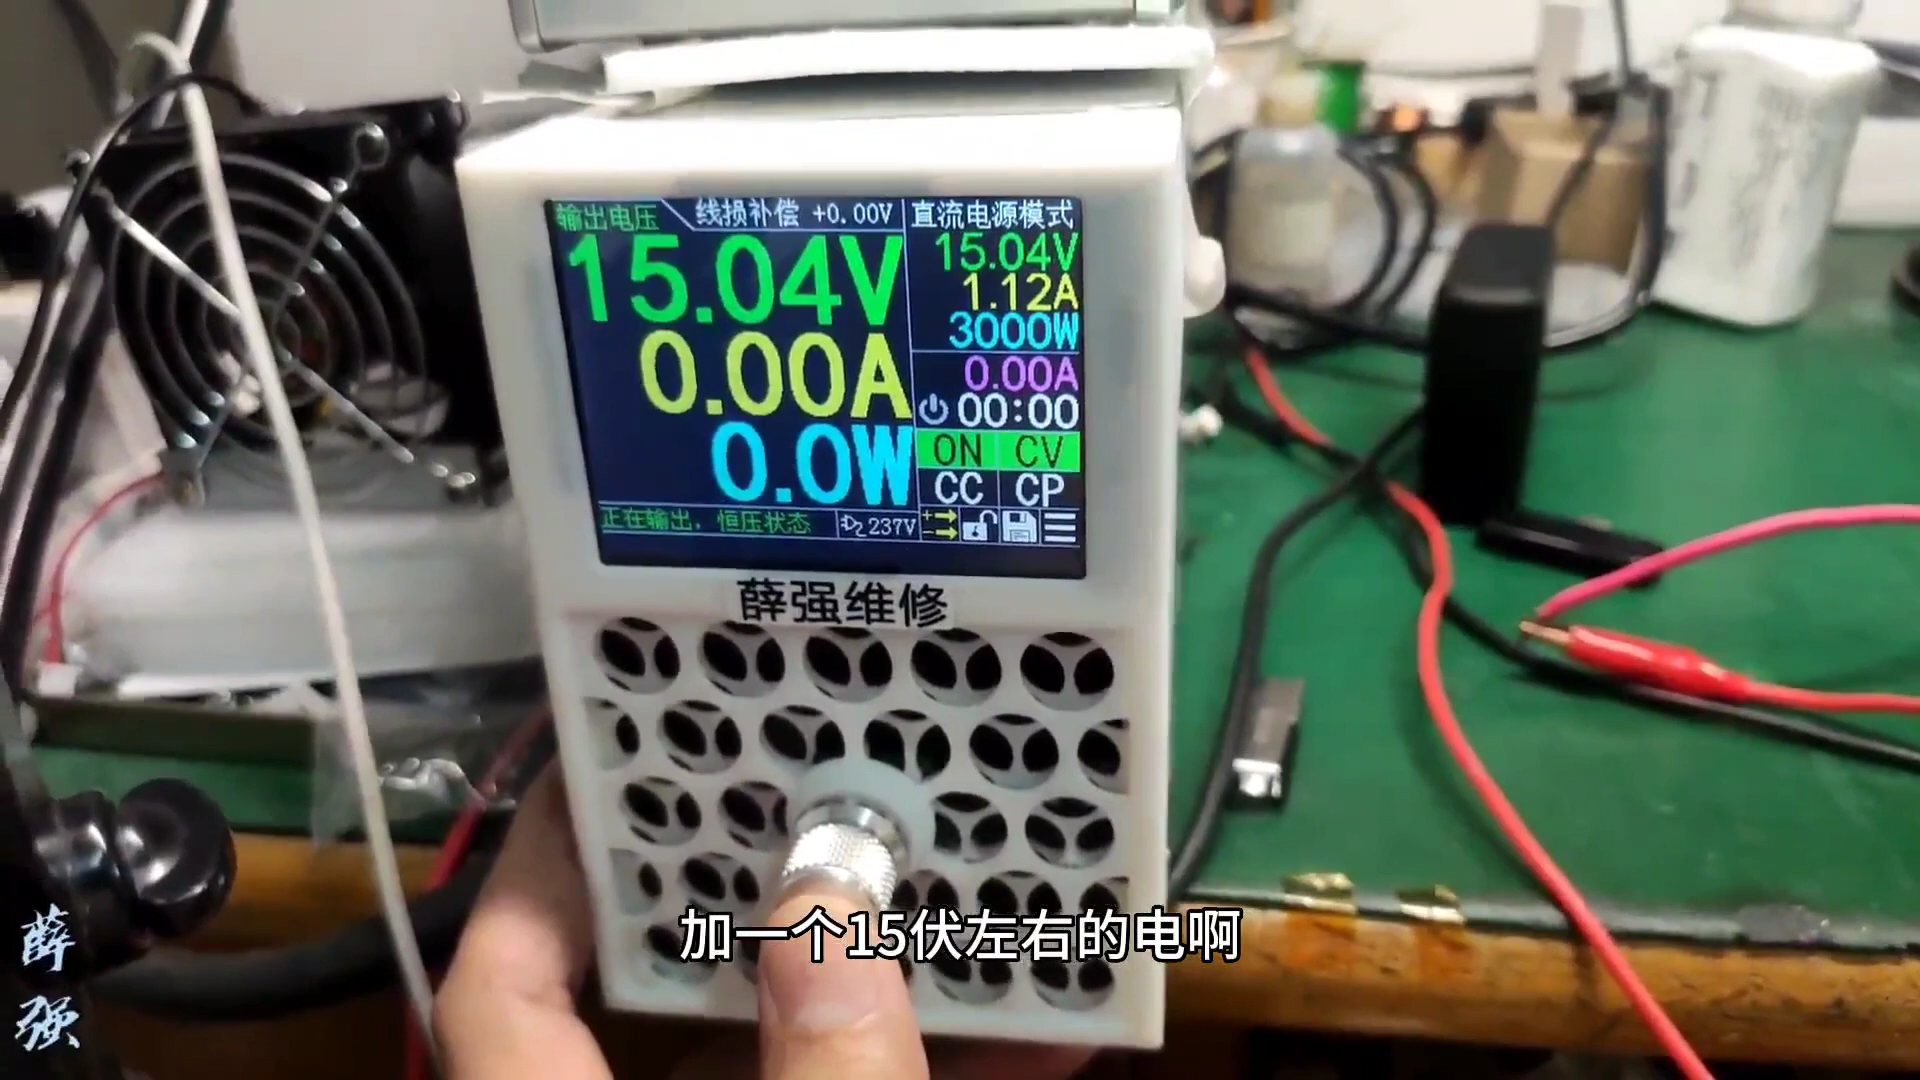 输出电压 线损补偿 +0.00V 直流电源模式
15.04V
0.00A
0.0W
15.04V
1.12A
3000W
0.00A
00:00
ON CV
CC CP
正在输出，恒压状态 237V
薛强维修
加一个15伏左右的电啊
薛强